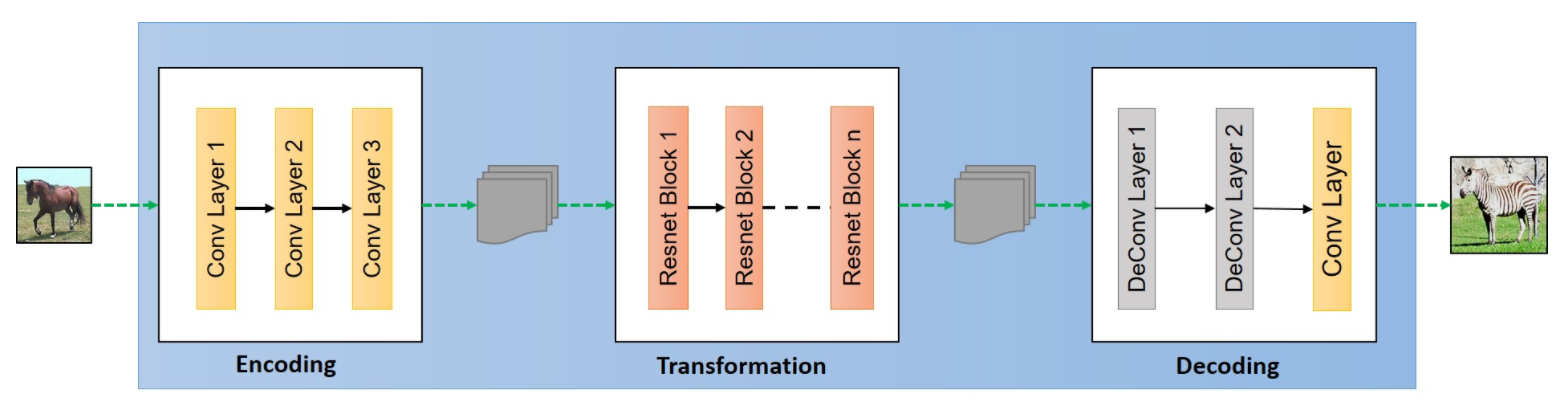 Conv Layer 1
Conv Layer 2
Conv Layer 3
Encoding
Resnet Block 1
Resnet Block 2
Resnet Block n
Transformation
DeConv Layer 1
DeConv Layer 2
Conv Layer
Decoding